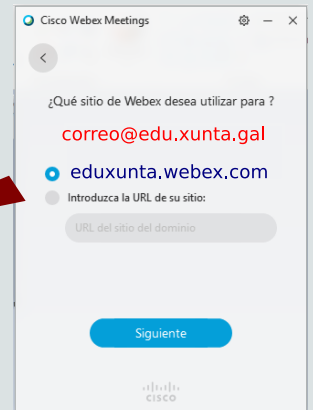 Cisco Webex Meetings
¿Qué sitio de Webex desea utilizar para ?
correo@edu.xunta.gal
eduxunta.webex.com
Introduzca la URL de su sitio:
URL del sitio del dominio
Siguiente
CISCO